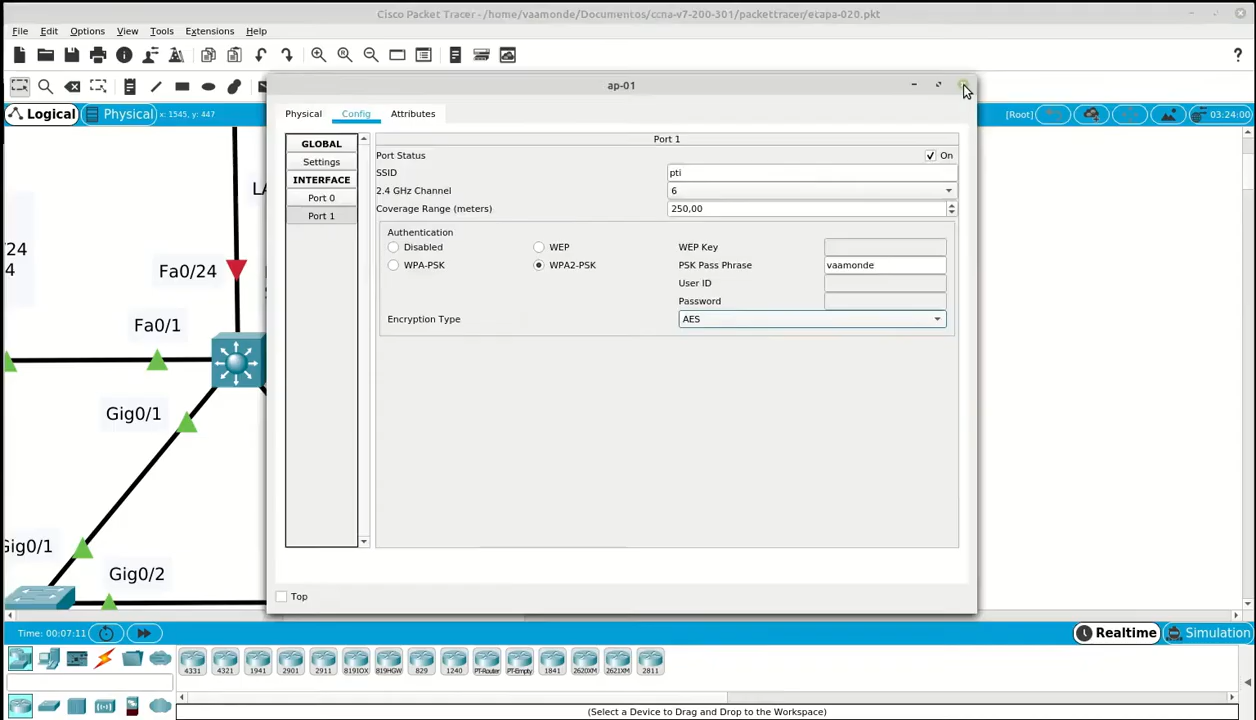 Cisco Packet Tracer - /home/vaamonde/Documentos/ccna-v7-200-301/packettracer/etapa-020.pkt
File Edit Options View Tools Extensions Help
?
ap-01
Logical Physical x: 1545, y: 447
[Root] 03:24:00
Physical Config Attributes
GLOBAL
Settings
INTERFACE
Port 0
Port 1
Port 1
Port Status On
SSID pti
2.4 GHz Channel 6
Coverage Range (meters) 250,00
Authentication
Disabled WEP WEP Key
WPA-PSK WPA2-PSK PSK Pass Phrase vaamonde
User ID
Password
Encryption Type AES
Top
LA
24
4
Fa0/24
Fa0/1
Gig0/1
Gig0/1
Gig0/2
Time: 00:07:11
Realtime Simulation
4331 4321 1941 2901 2911 819IOX 819HGW 829 1240 PT-Router PT-Empty 1841 2620XM 2621XM 2811
(Select a Device to Drag and Drop to the Workspace)